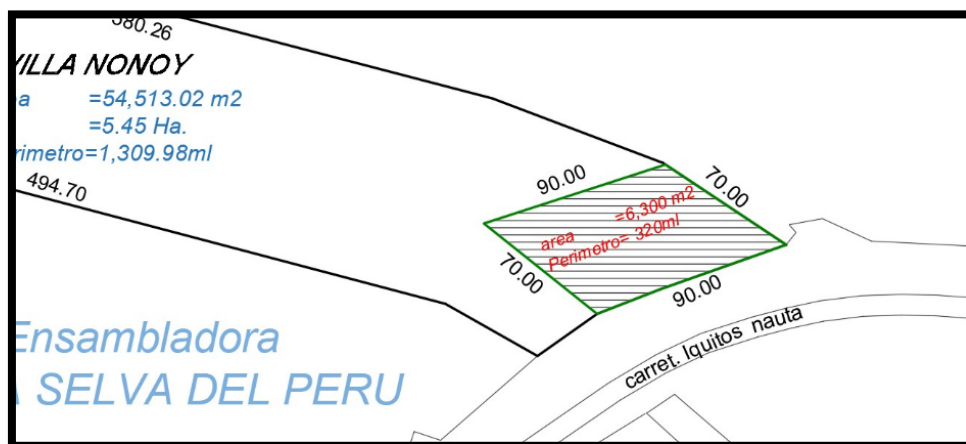 580.26
VILLA NONOY
=54,513.02 m2
=5.45 Ha.
rimetro=1,309.98ml
494.70
90.00
70.00
area =6,300 m2
Perimetro= 320ml
70.00
90.00
Ensambladora
A SELVA DEL PERU
carret. Iquitos nauta